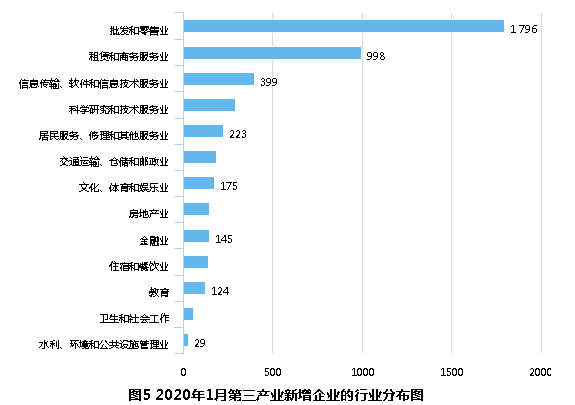 批发和零售业 1796
租赁和商务服务业 998
信息传输、软件和信息技术服务业 399
科学研究和技术服务业
居民服务、修理和其他服务业 223
交通运输、仓储和邮政业
文化、体育和娱乐业 175
房地产业
金融业 145
住宿和餐饮业
教育 124
卫生和社会工作
水利、环境和公共设施管理业 29
0 500 1000 1500 2000
图5 2020年1月第三产业新增企业的行业分布图